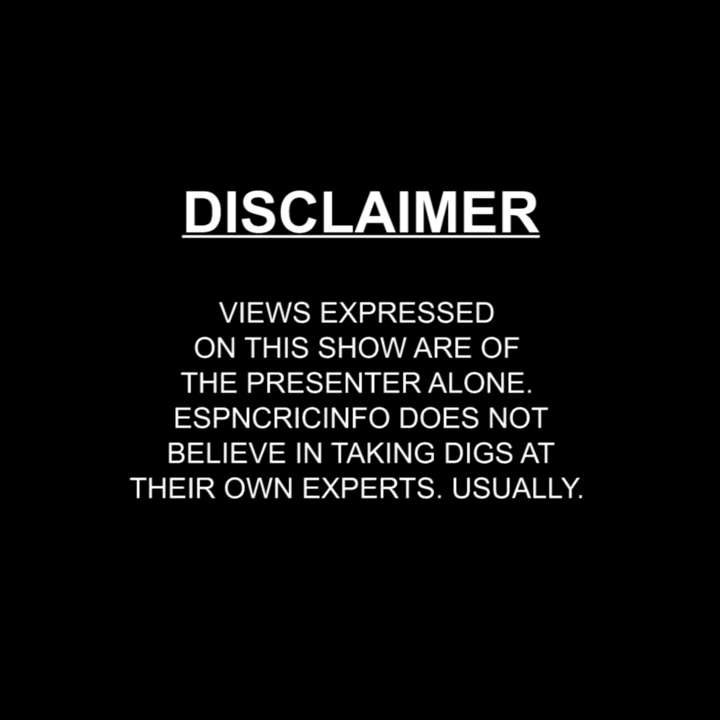 DISCLAIMER
VIEWS EXPRESSED
ON THIS SHOW ARE OF
THE PRESENTER ALONE.
ESPNCRICINFO DOES NOT
BELIEVE IN TAKING DIGS AT
THEIR OWN EXPERTS. USUALLY.